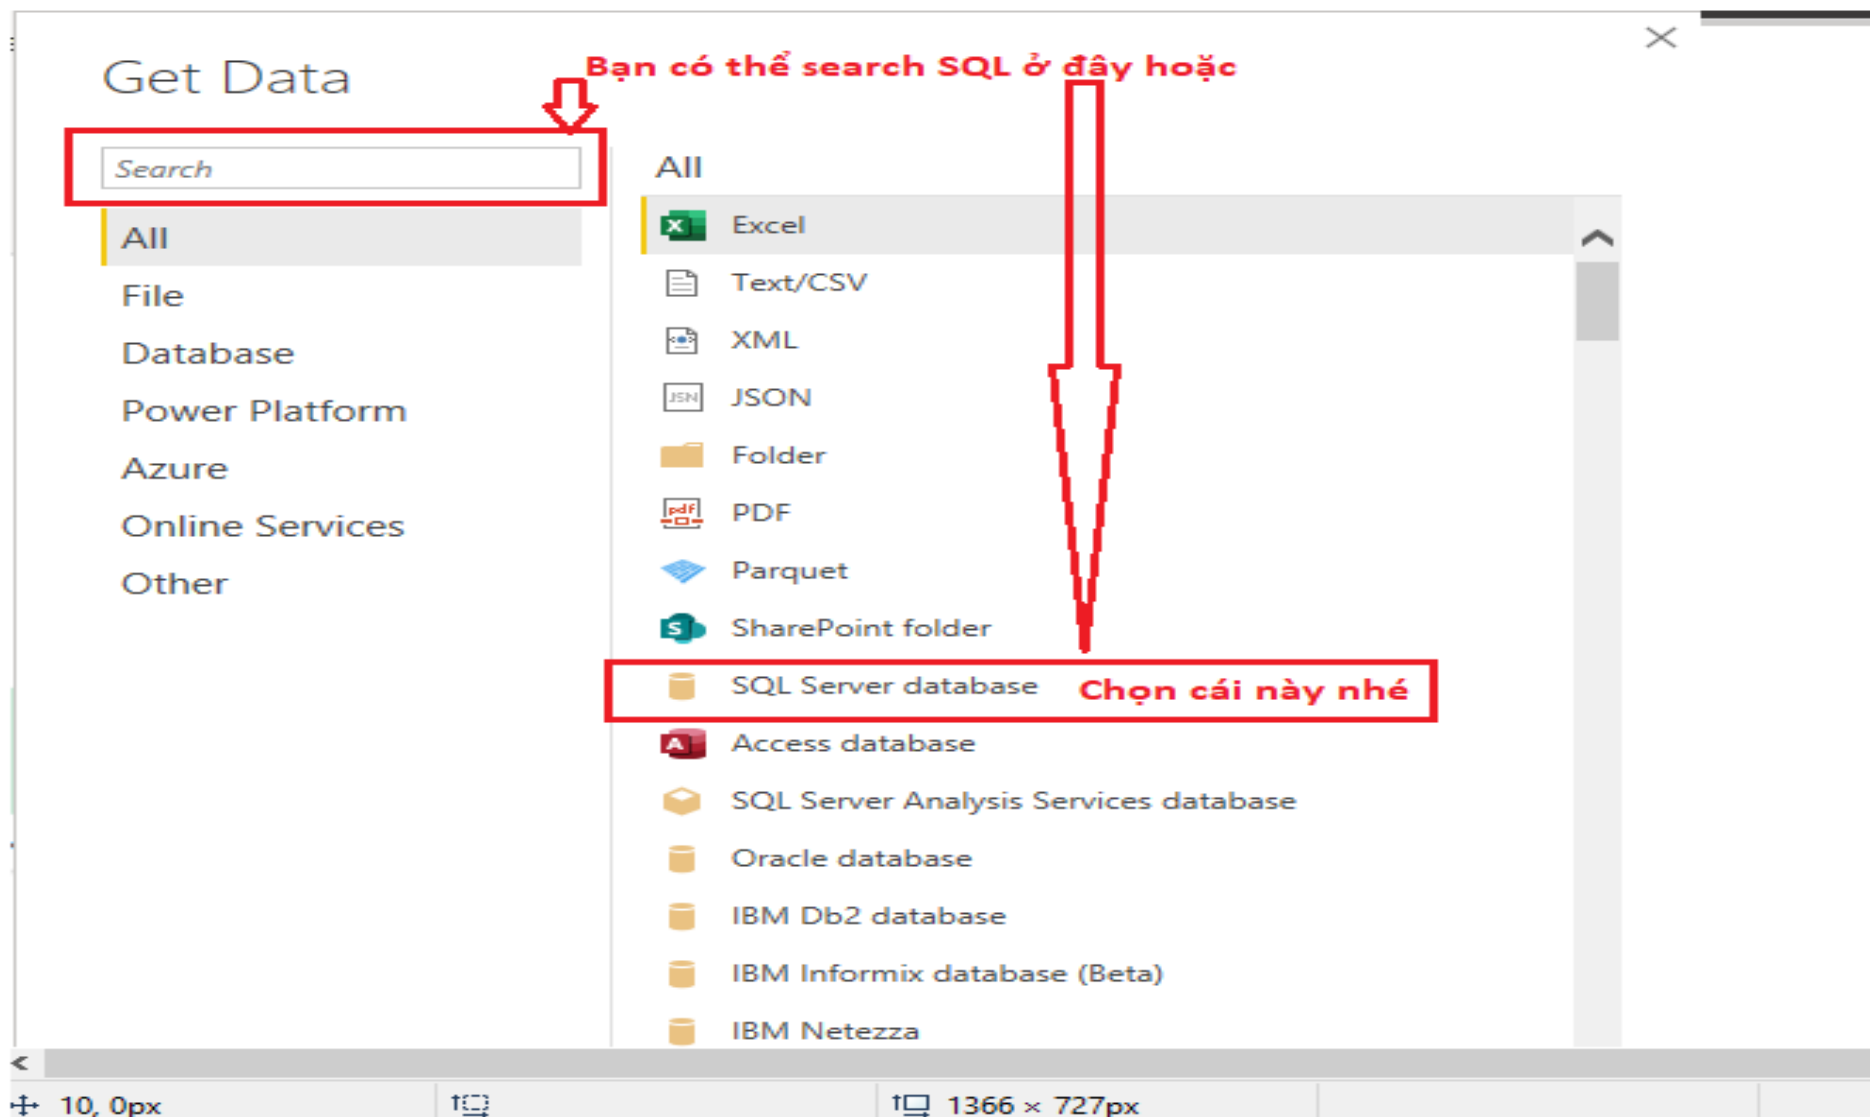 Get Data
Bạn có thể search SQL ở đây hoặc
Search
All
File
Database
Power Platform
Azure
Online Services
Other
All
Excel
Text/CSV
XML
JSN JSON
Folder
pdf PDF
Parquet
SharePoint folder
SQL Server database Chọn cái này nhé
Access database
SQL Server Analysis Services database
Oracle database
IBM Db2 database
IBM Informix database (Beta)
IBM Netezza
10, 0px
1366 × 727px